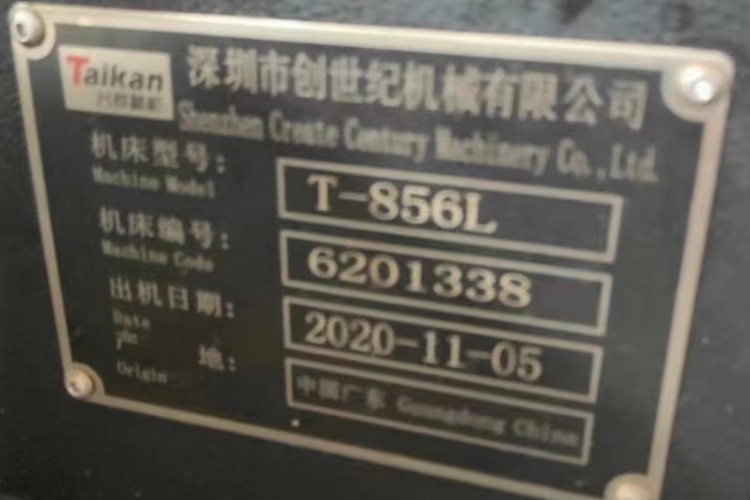 Taikan
深圳市创世纪机械有限公司
Shenzhen Create Century Machinery Co.,Ltd.
机床型号: T-856L
Machine Model
机床编号: 6201338
Machine Code
出机日期: 2020-11-05
Date
地: 中国广东 Guangdong China
Origin